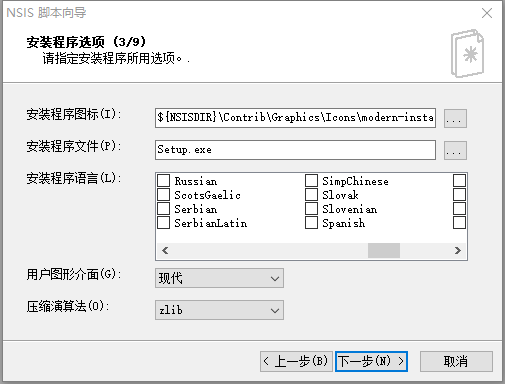 NSIS 脚本向导
安装程序选项 (3/9)
请指定安装程序所用选项。.
安装程序图标(I):
${NSISDIR}\Contrib\Graphics\Icons\modern-insta
...
安装程序文件(P):
Setup.exe
...
安装程序语言(L):
Russian
SimpChinese
ScotsGaelic
Slovak
Serbian
Slovenian
SerbianLatin
Spanish
用户图形介面(G):
现代
压缩演算法(O):
zlib
< 上一步(B)
下一步(N) >
取消